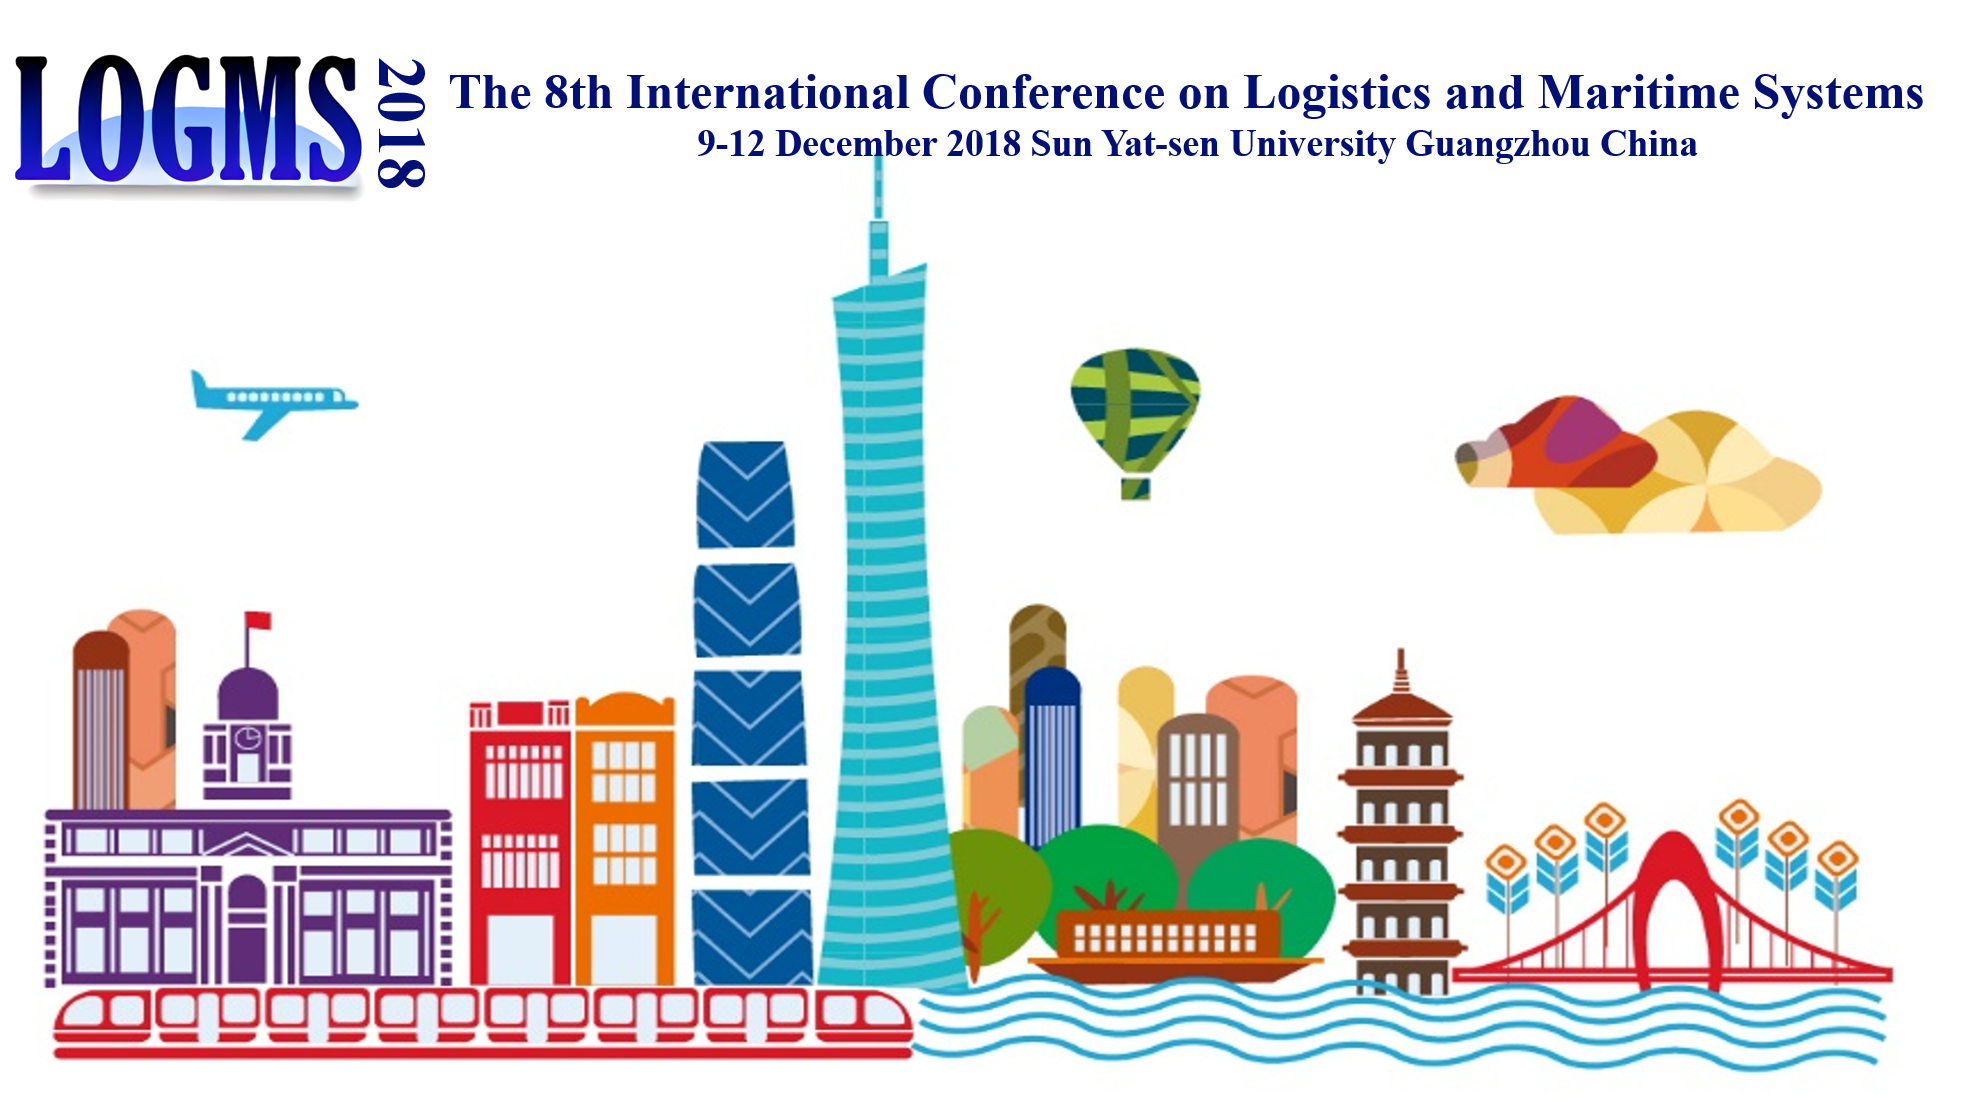 LOGMS 2018
The 8th International Conference on Logistics and Maritime Systems
9-12 December 2018 Sun Yat-sen University Guangzhou China